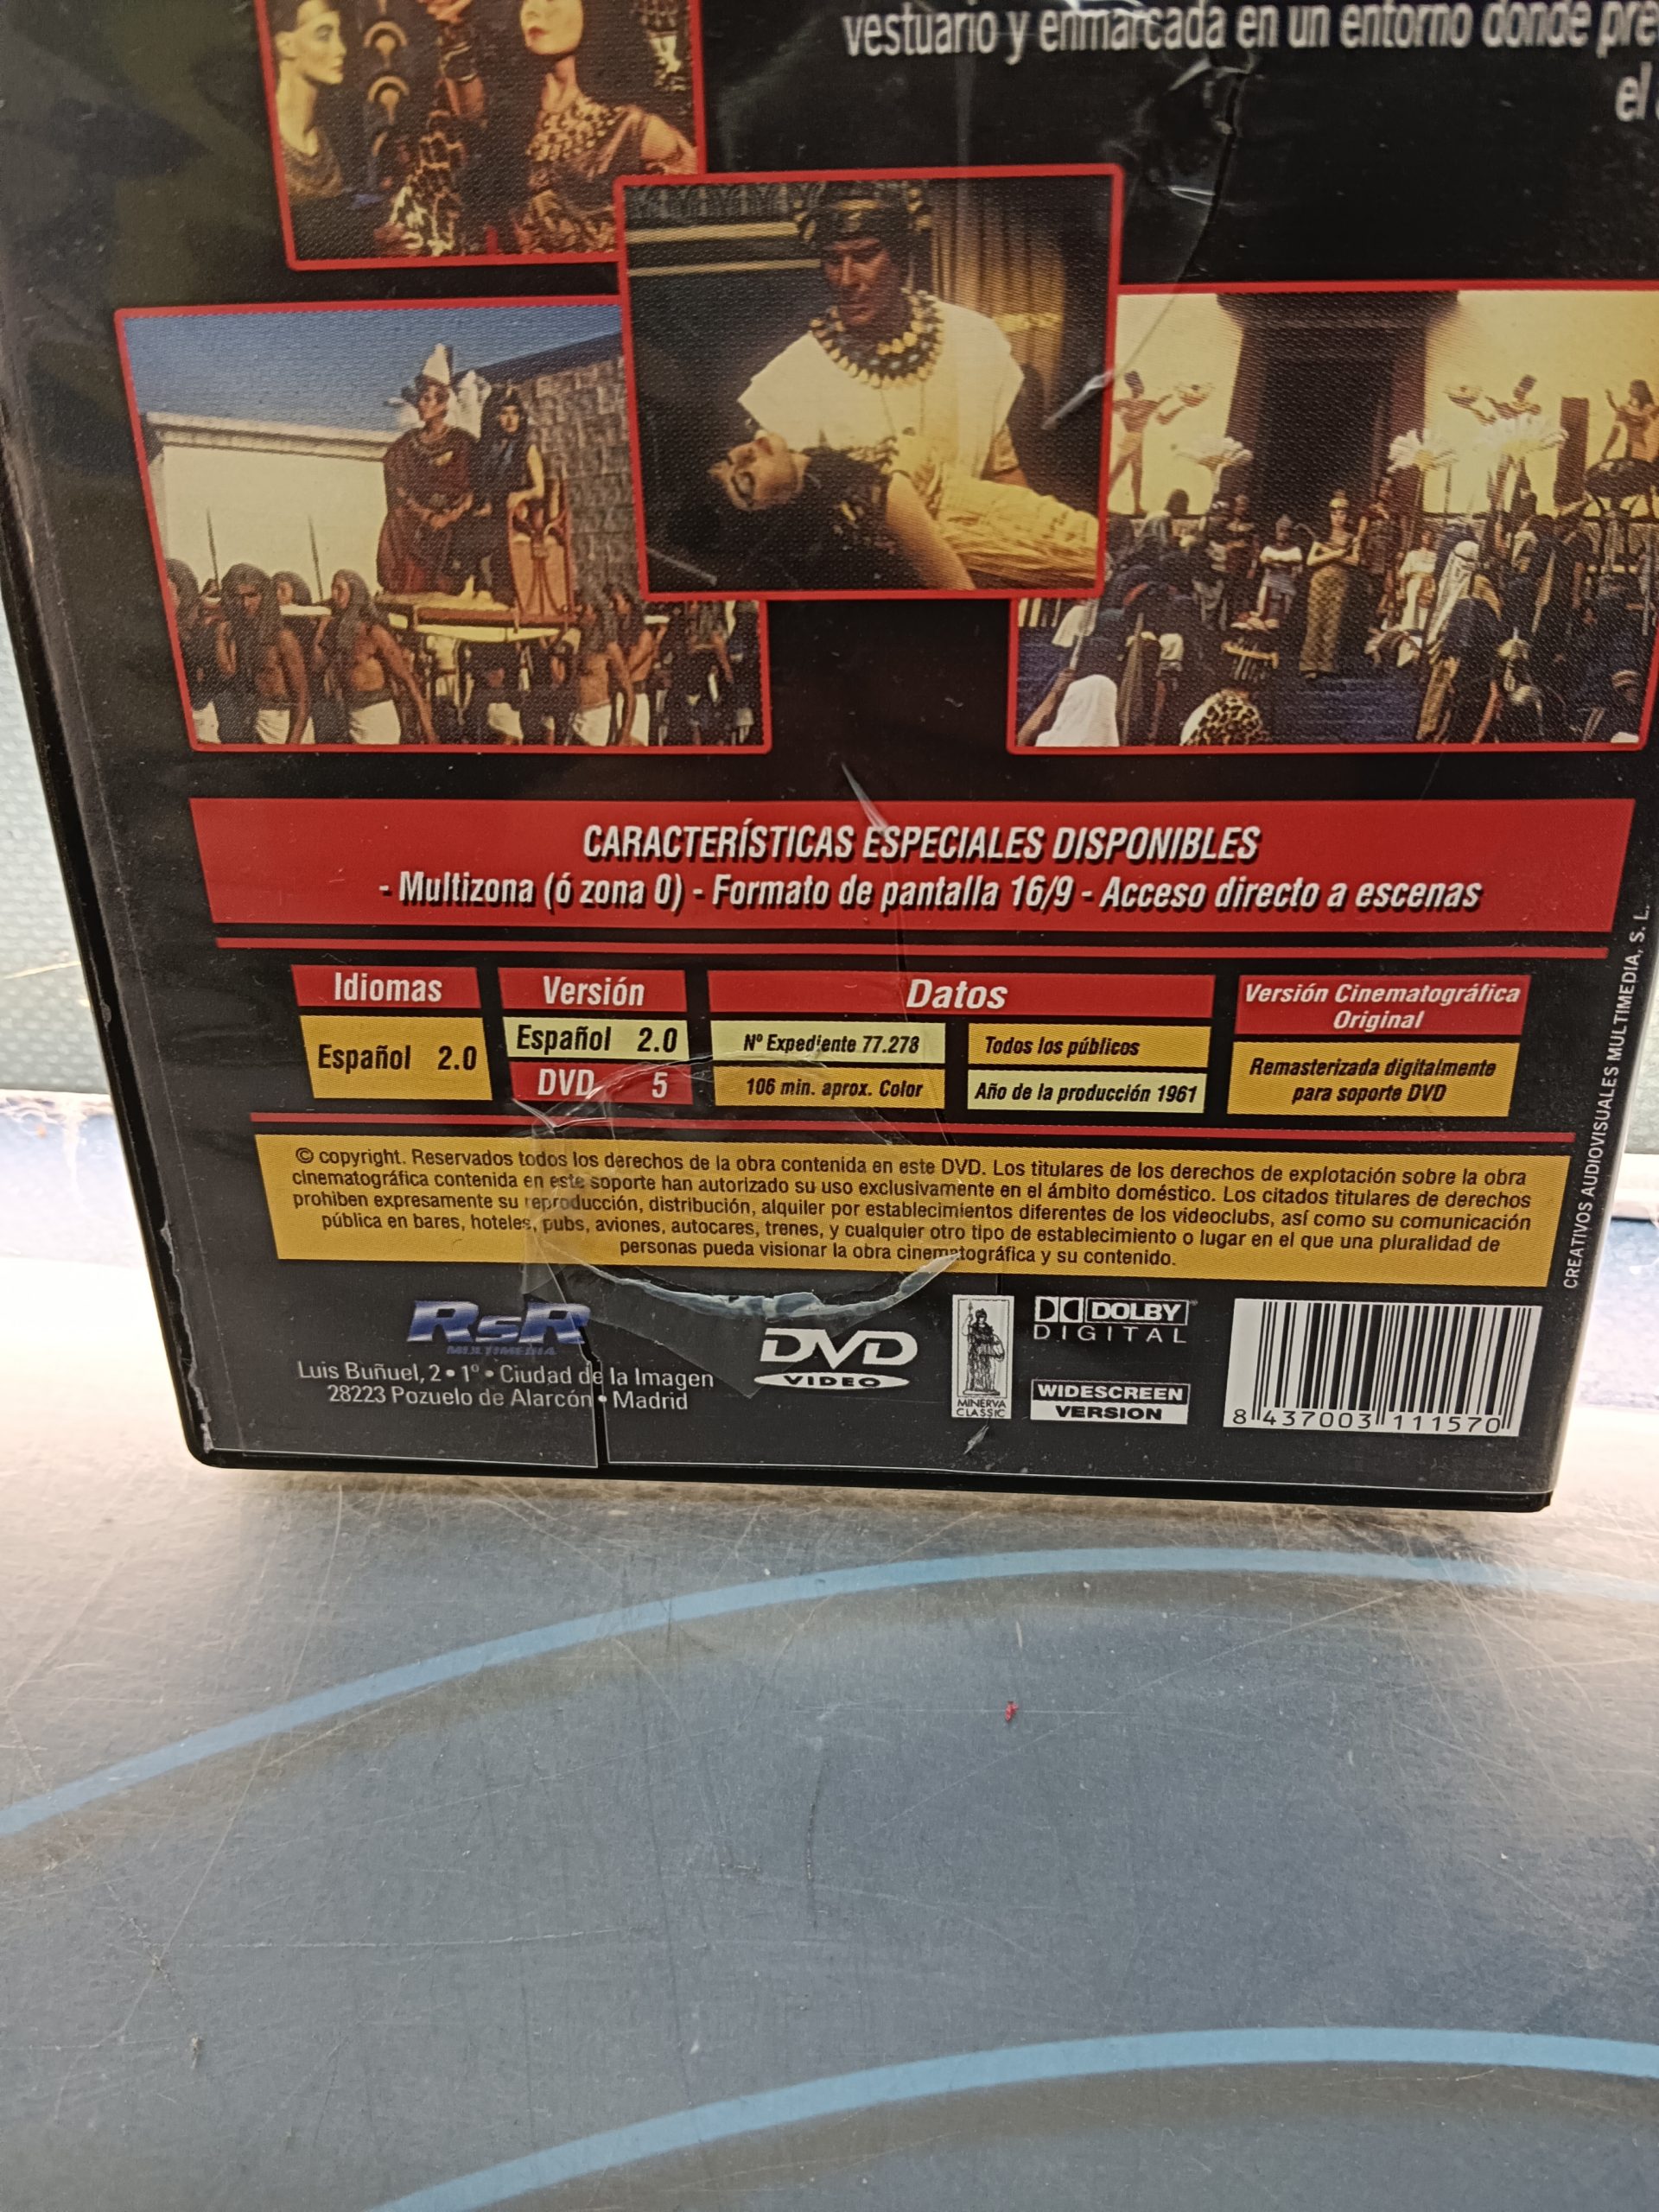 vestuario y enmarcada en un entorno donde
el
CARACTERÍSTICAS ESPECIALES DISPONIBLES
- Multizona (ó zona 0) - Formato de pantalla 16/9 - Acceso directo a escenas
Idiomas
Español 2.0
Versión
Español 2.0
DVD 5
Datos
Nº Expediente 77.278
Todos los públicos
106 min. aprox. Color
Año de la producción 1961
Versión Cinematográfica
Original
Remasterizada digitalmente
para soporte DVD
© copyright. Reservados todos los derechos de la obra contenida en este DVD. Los titulares de los derechos de explotación sobre la obra
cinematográfica contenida en este soporte han autorizado su uso exclusivamente en el ámbito doméstico. Los citados titulares de derechos
prohiben expresamente su reproducción, distribución, alquiler por establecimientos diferentes de los videoclubs, así como su comunicación
pública en bares, hoteles, pubs, aviones, autocares, trenes, y cualquier otro tipo de establecimiento o lugar en el que una pluralidad de
personas pueda visionar la obra cinematográfica y su contenido.
CREATIVOS AUDIOVISUALES MULTIMEDIA, S. L.
RSR
MULTIMEDIA
Luis Buñuel, 2 • 1º • Ciudad de la Imagen
28223 Pozuelo de Alarcón • Madrid
DVD
VIDEO
MINERVA
CLASSIC
DOLBY
DIGITAL
WIDESCREEN
VERSION
8 437003 111570